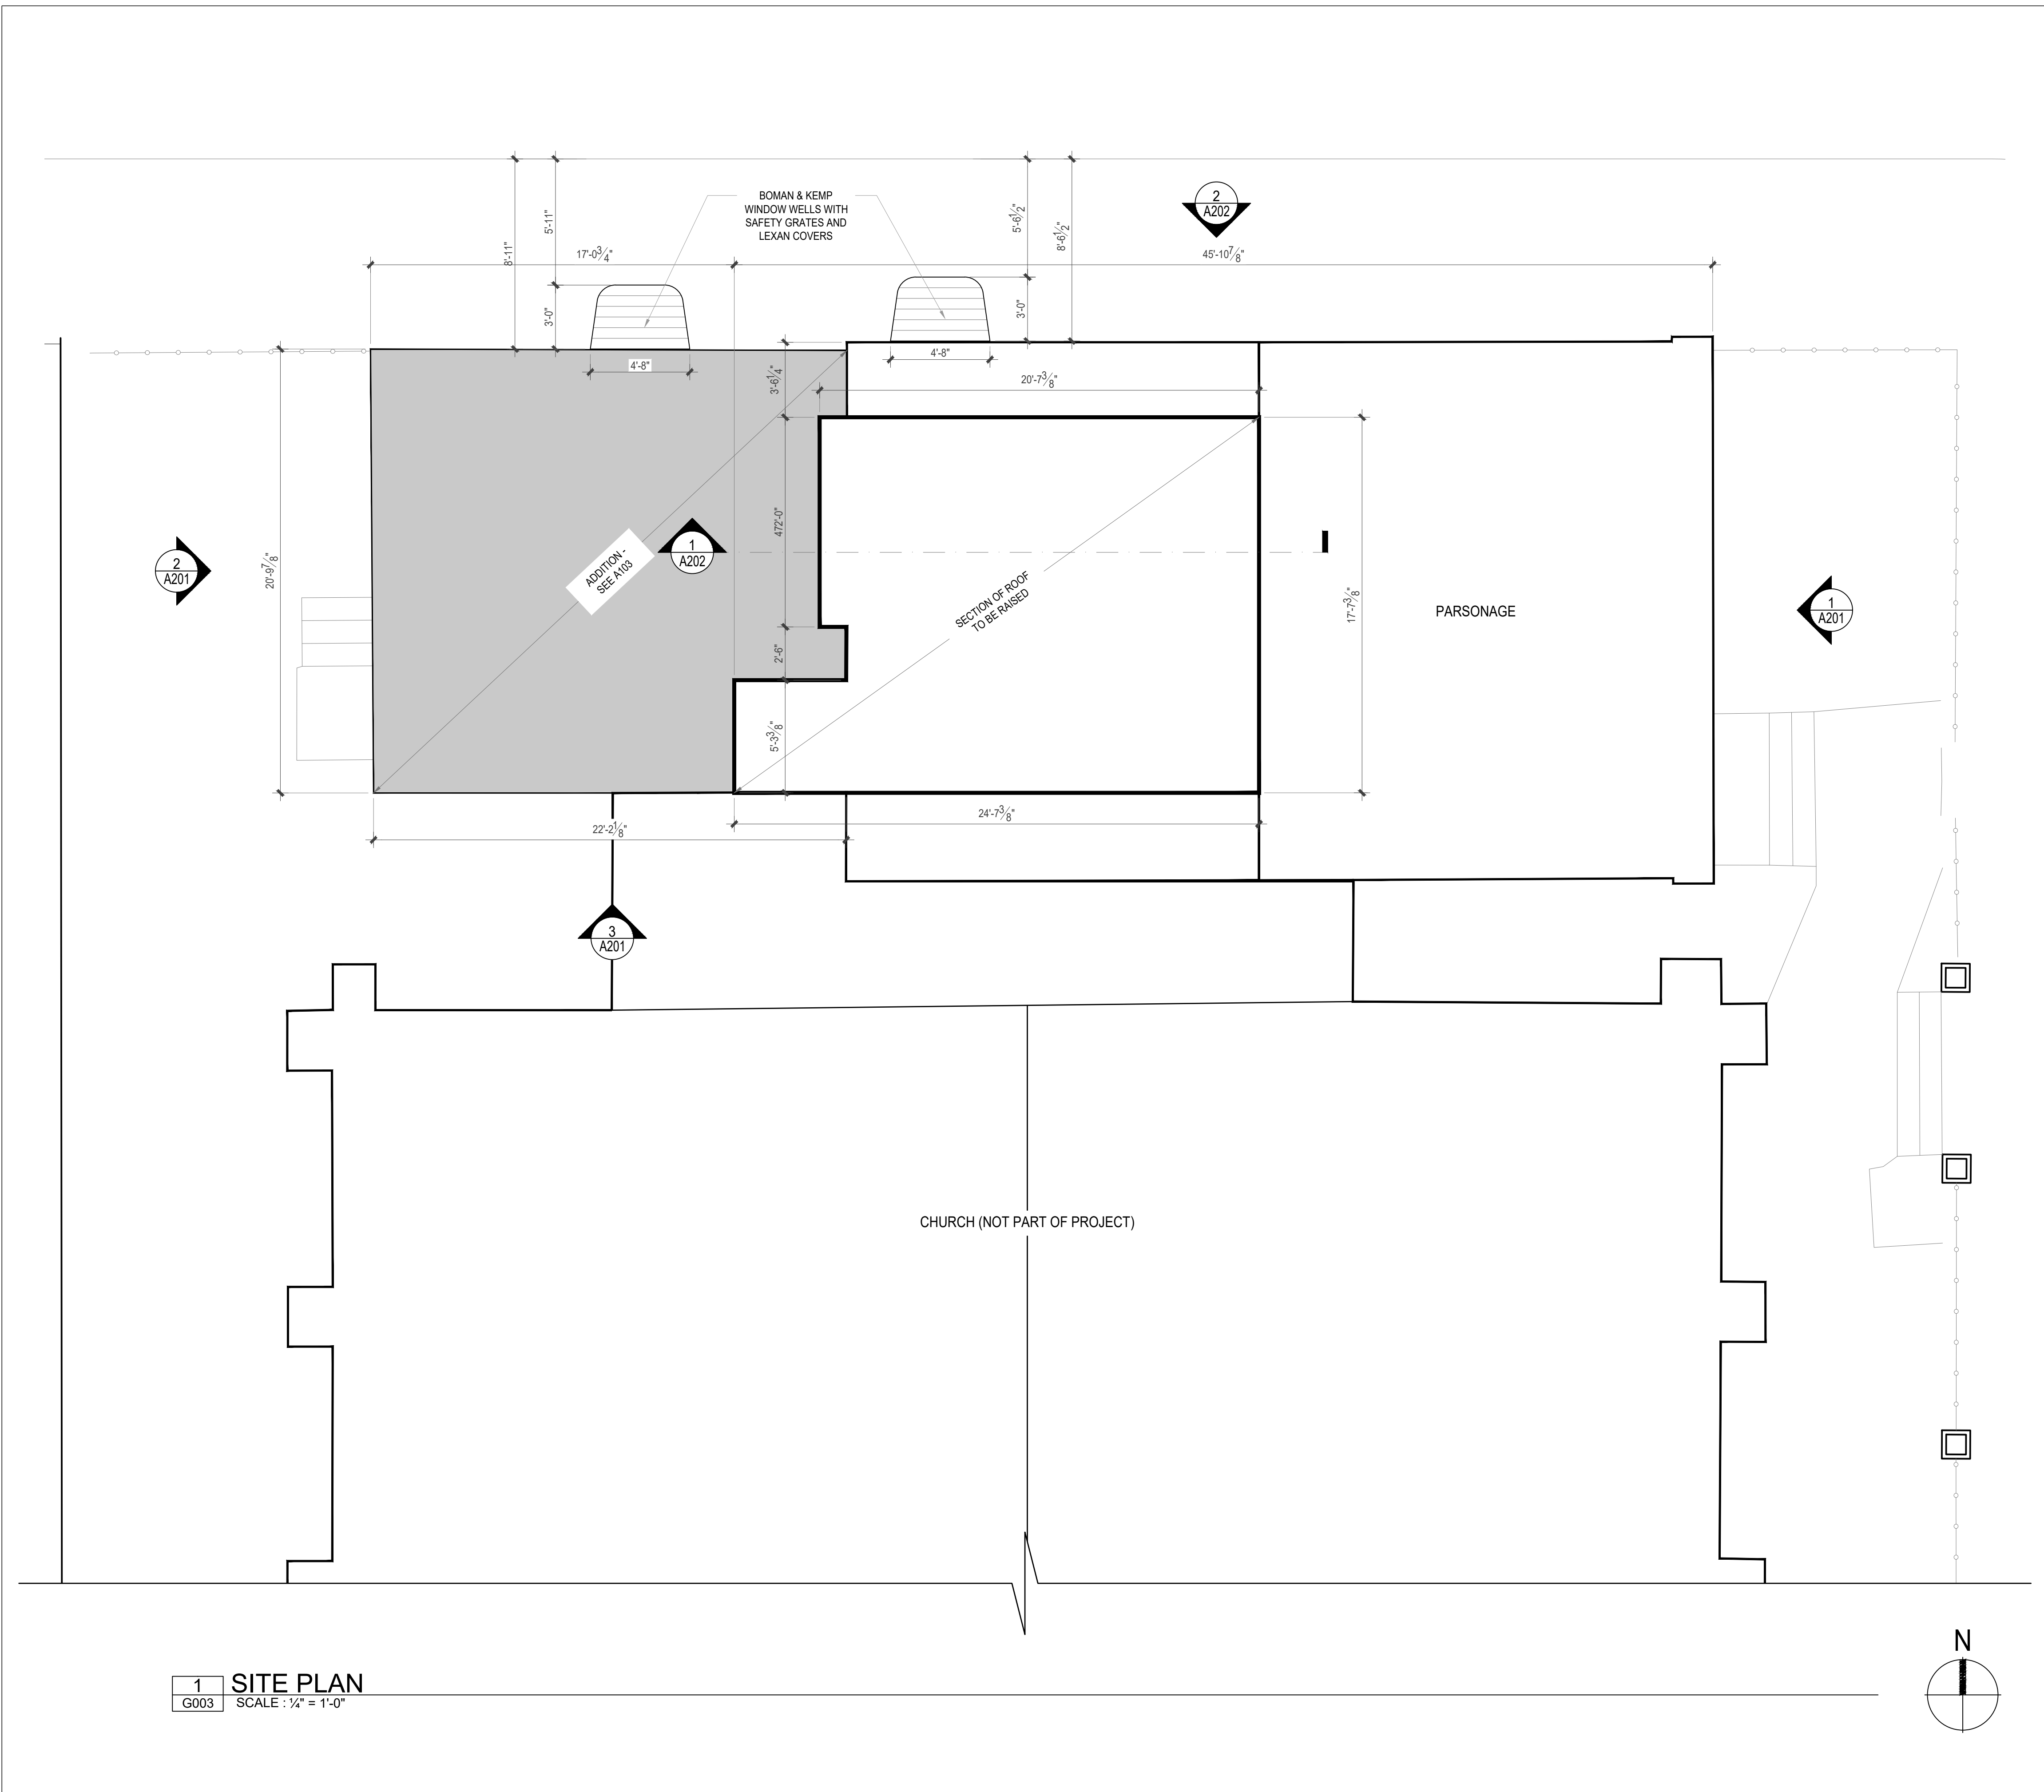 BOMAN & KEMP
WINDOW WELLS WITH
SAFETY GRATES AND
LEXAN COVERS
2
A202
8'-11"
5'-11"
5'-6 1/2"
8'-6 1/2"
17'-0 3/4"
45'-10 7/8"
3'-0"
3'-0"
4'-8"
4'-8"
3'-6 1/4"
20'-7 3/8"
472'-0"
2'-6"
5'-3 3/8"
20'-9 7/8"
17'-7 3/8"
2
A201
ADDITION -
SEE A103
1
A202
SECTION OF ROOF
TO BE RAISED
PARSONAGE
1
A201
24'-7 3/8"
22'-2 1/8"
3
A201
CHURCH (NOT PART OF PROJECT)
N
1
G003
SITE PLAN
SCALE : ¼" = 1'-0"